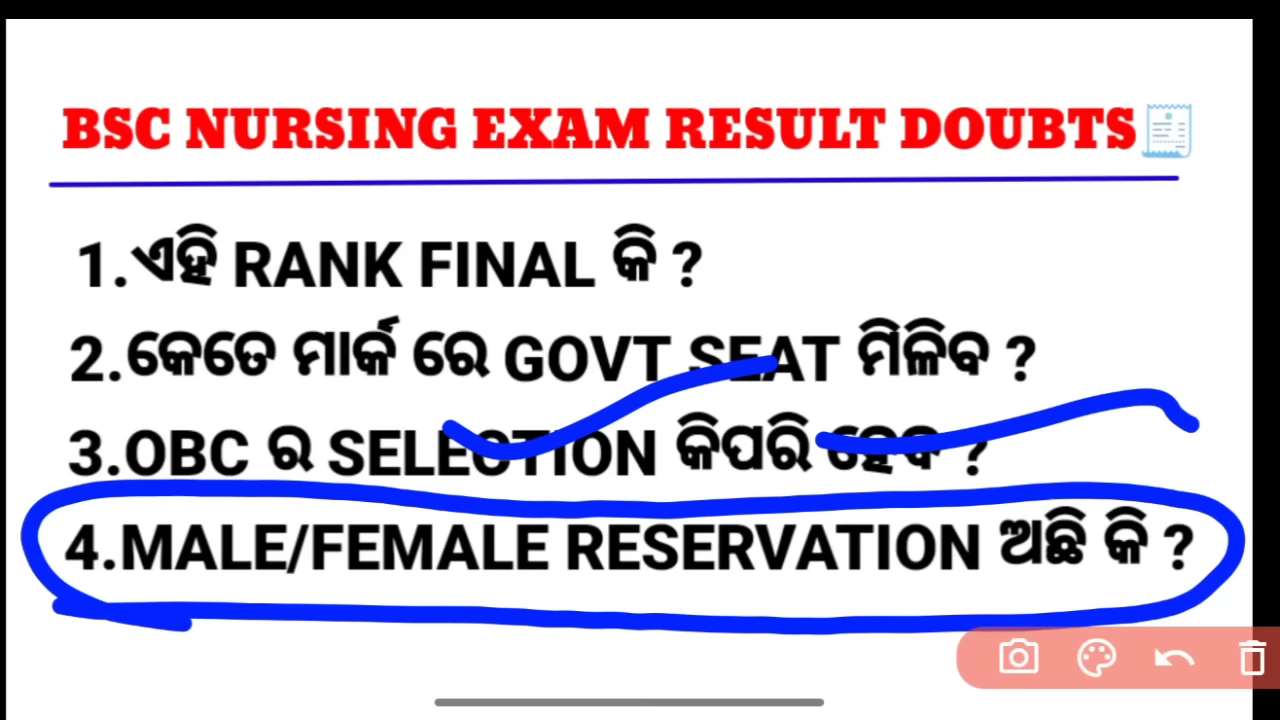 BSC NURSING EXAM RESULT DOUBTS
1.ଏହି RANK FINAL କି ?
2.କେତେ ମାର୍କ ରେ GOVT SEAT ମିଳିବ ?
3.OBC ର SELECTION କିପରି ହେବ ?
4.MALE/FEMALE RESERVATION ଅଛି କି ?